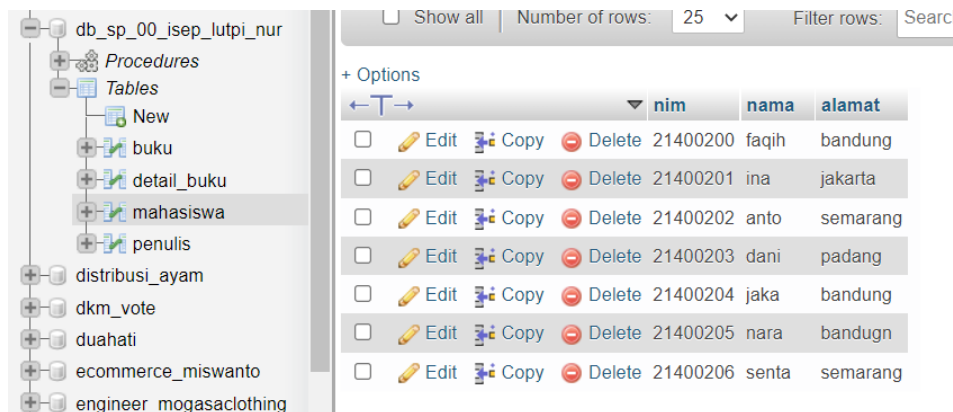 db_sp_00_isep_lutpi_nur
Procedures
Tables
New
buku
detail_buku
mahasiswa
penulis
distribusi_ayam
dkm_vote
duahati
ecommerce_miswanto
engineer_mogasaclothing
Show all Number of rows: 25 Filter rows: Searc
+ Options
nim nama alamat
Edit Copy Delete 21400200 faqih bandung
Edit Copy Delete 21400201 ina jakarta
Edit Copy Delete 21400202 anto semarang
Edit Copy Delete 21400203 dani padang
Edit Copy Delete 21400204 jaka bandung
Edit Copy Delete 21400205 nara bandugn
Edit Copy Delete 21400206 senta semarang